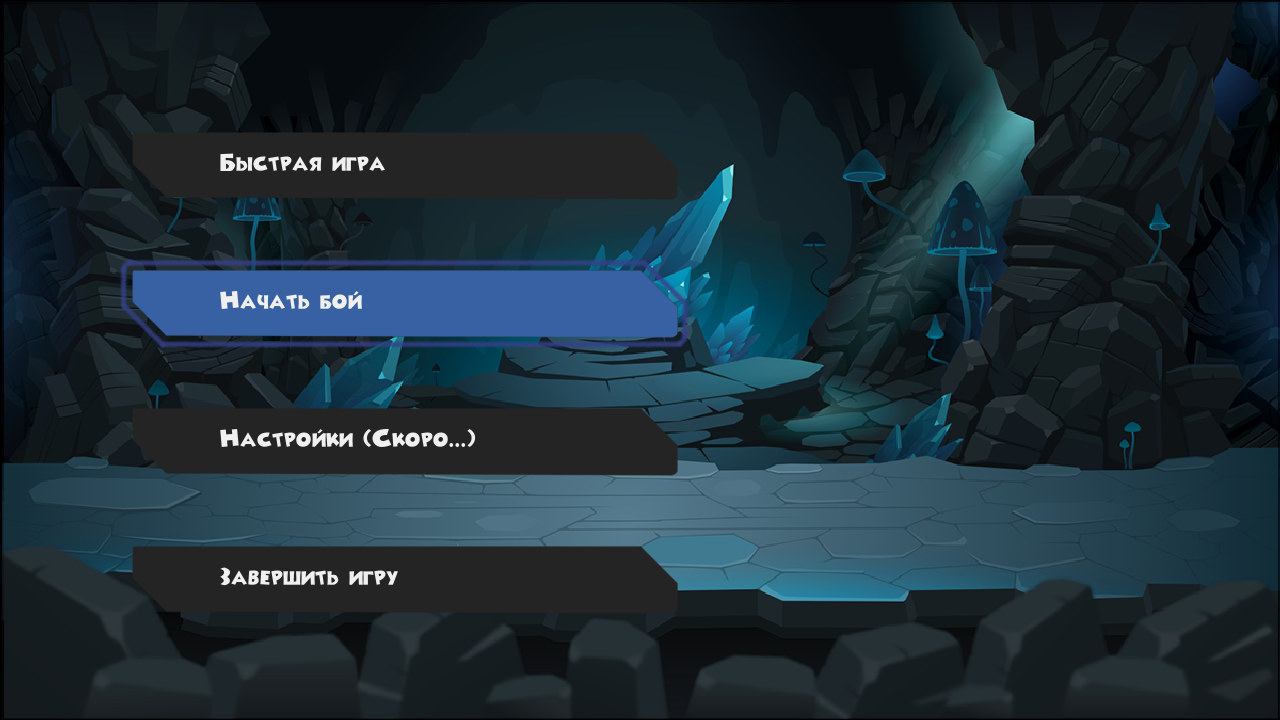 Быстрая игра
Начать бой
Настройки (Скоро...)
Завершить игру